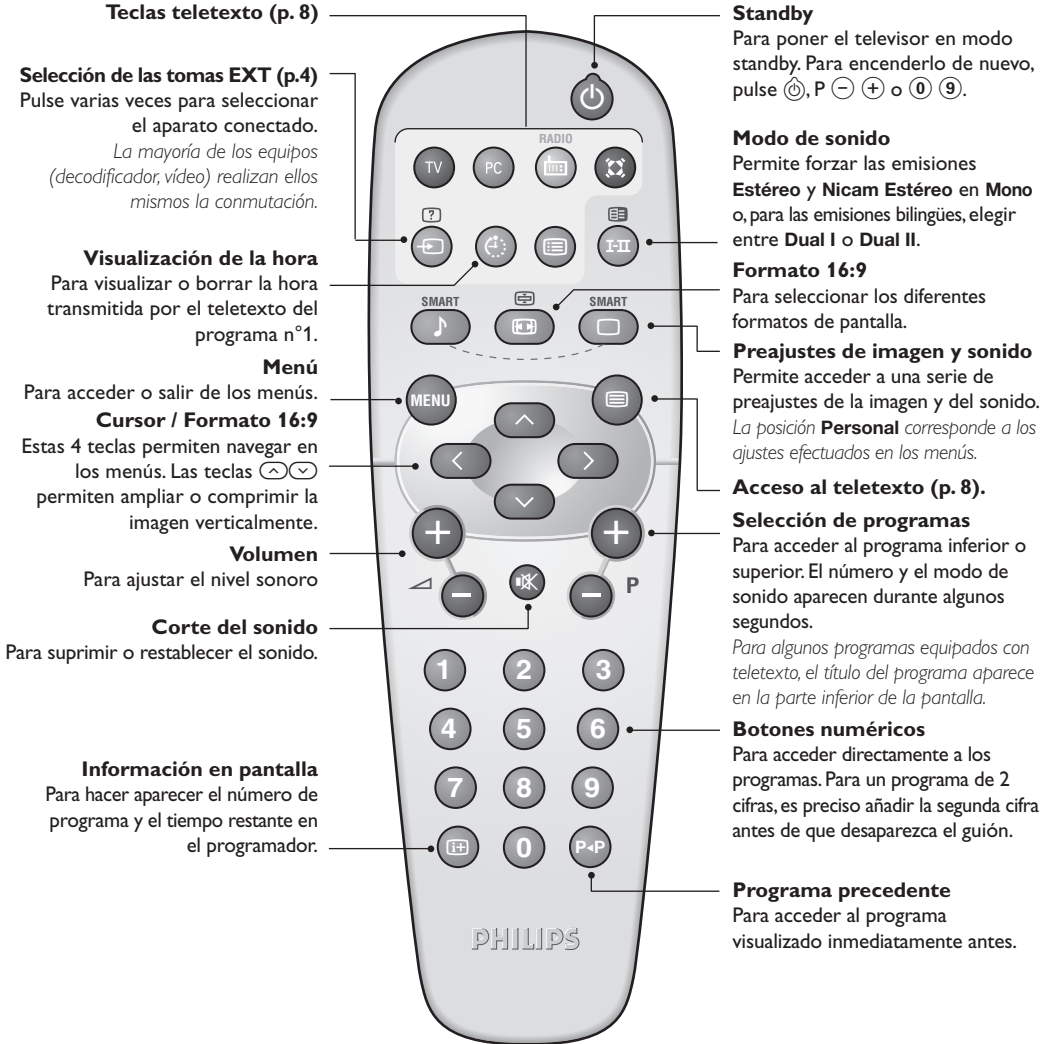 Teclas teletexto (p. 8)
Selección de las tomas EXT (p.4)
Pulse varias veces para seleccionar
el aparato conectado.
La mayoría de los equipos
(decodificador, vídeo) realizan ellos
mismos la conmutación.
Visualización de la hora
Para visualizar o borrar la hora
transmitida por el teletexto del
programa n°1.
Menú
Para acceder o salir de los menús.
Cursor / Formato 16:9
Estas 4 teclas permiten navegar en
los menús. Las teclas
permiten ampliar o comprimir la
imagen verticalmente.
Volumen
Para ajustar el nivel sonoro
Corte del sonido
Para suprimir o restablecer el sonido.
Información en pantalla
Para hacer aparecer el número de
programa y el tiempo restante en
el programador.
RADIO
TV PC
?
I-II
SMART SMART
MENU
+ +
- - P
1 2 3
4 5 6
7 8 9
i+ 0 P◂P
PHILIPS
Standby
Para poner el televisor en modo
standby. Para encenderlo de nuevo,
pulse , P - + o 0 9.
Modo de sonido
Permite forzar las emisiones
Estéreo y Nicam Estéreo en Mono
o, para las emisiones bilingües, elegir
entre Dual I o Dual II.
Formato 16:9
Para seleccionar los diferentes
formatos de pantalla.
Preajustes de imagen y sonido
Permite acceder a una serie de
preajustes de la imagen y del sonido.
La posición Personal corresponde a los
ajustes efectuados en los menús.
Acceso al teletexto (p. 8).
Selección de programas
Para acceder al programa inferior o
superior. El número y el modo de
sonido aparecen durante algunos
segundos.
Para algunos programas equipados con
teletexto, el título del programa aparece
en la parte inferior de la pantalla.
Botones numéricos
Para acceder directamente a los
programas. Para un programa de 2
cifras, es preciso añadir la segunda cifra
antes de que desaparezca el guión.
Programa precedente
Para acceder al programa
visualizado inmediatamente antes.